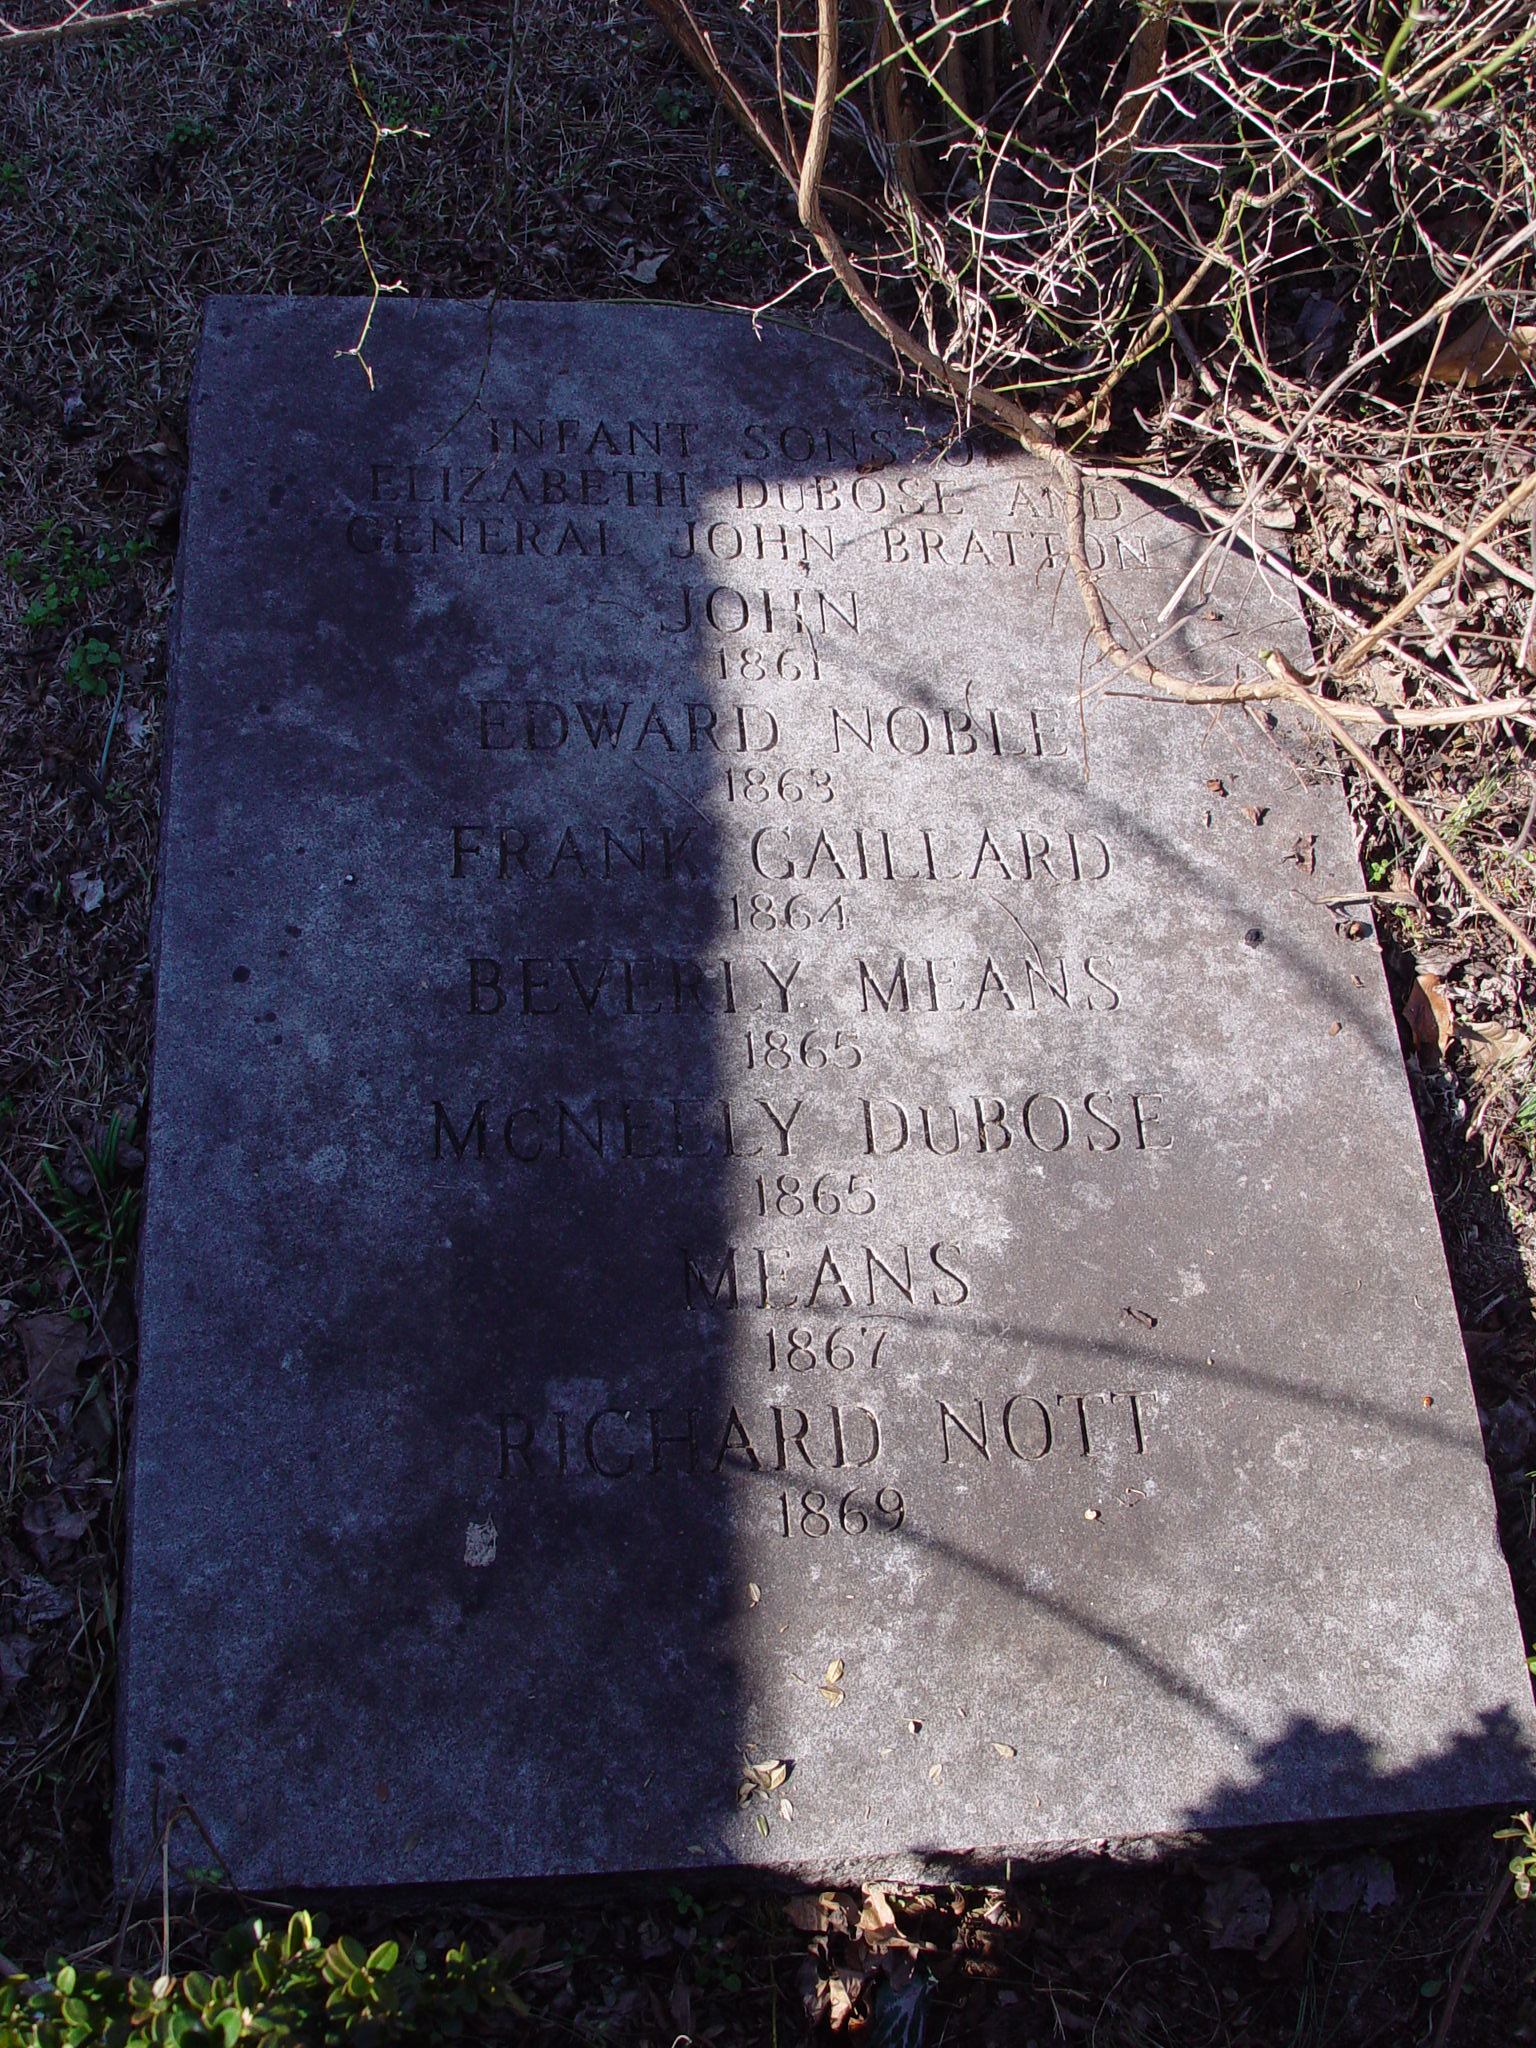 INFANT SONS OF
ELIZABETH DuBOSE AND
GENERAL JOHN BRATTON
JOHN
1861
EDWARD NOBLE
1863
FRANK GAILLARD
1864
BEVERLY MEANS
1865
McNEELY DuBOSE
1865
MEANS
1867
RICHARD NOTT
1869